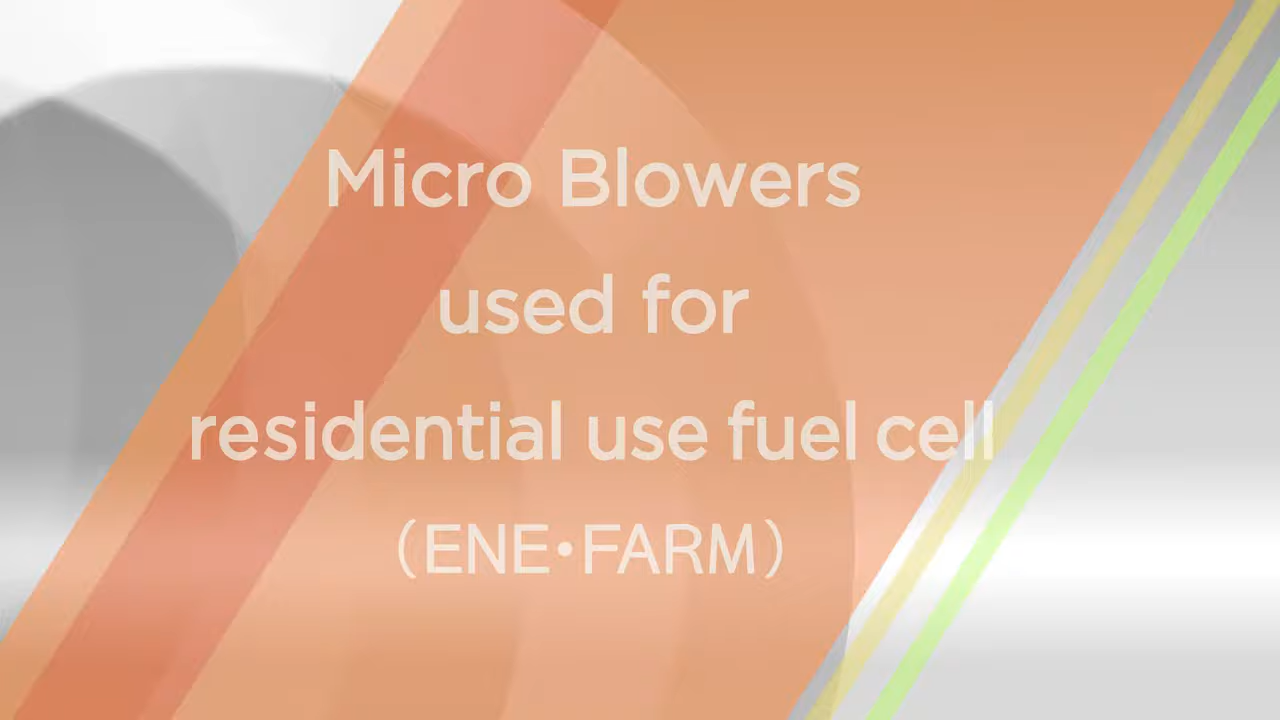 Micro Blowers
used for
residential use fuel cell
（ENE・FARM）